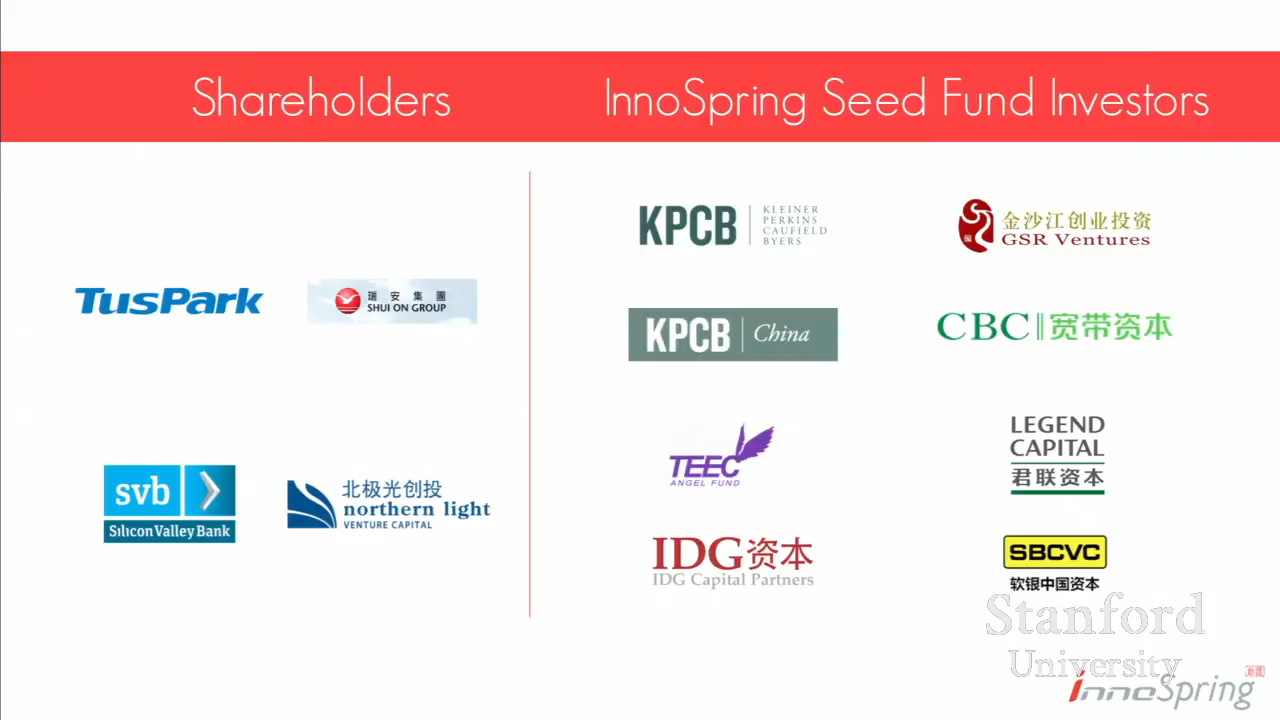 Shareholders
InnoSpring Seed Fund Investors
TusPark
瑞安集團
SHUI ON GROUP
svb
Silicon Valley Bank
北极光创投
northern light
VENTURE CAPITAL
KPCB
KLEINER
PERKINS
CAUFIELD
BYERS
金沙江创业投资
GSR Ventures
KPCB China
CBC 宽带资本
TEEC
ANGEL FUND
LEGEND
CAPITAL
君联资本
IDG资本
IDG Capital Partners
SBCVC
软银中国资本
Stanford
University
InnoSpring